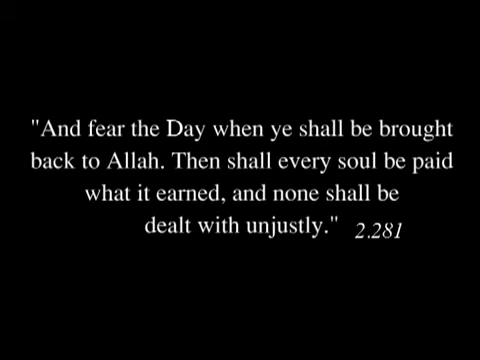 "And fear the Day when ye shall be brought
back to Allah. Then shall every soul be paid
what it earned, and none shall be
dealt with unjustly." 2.281